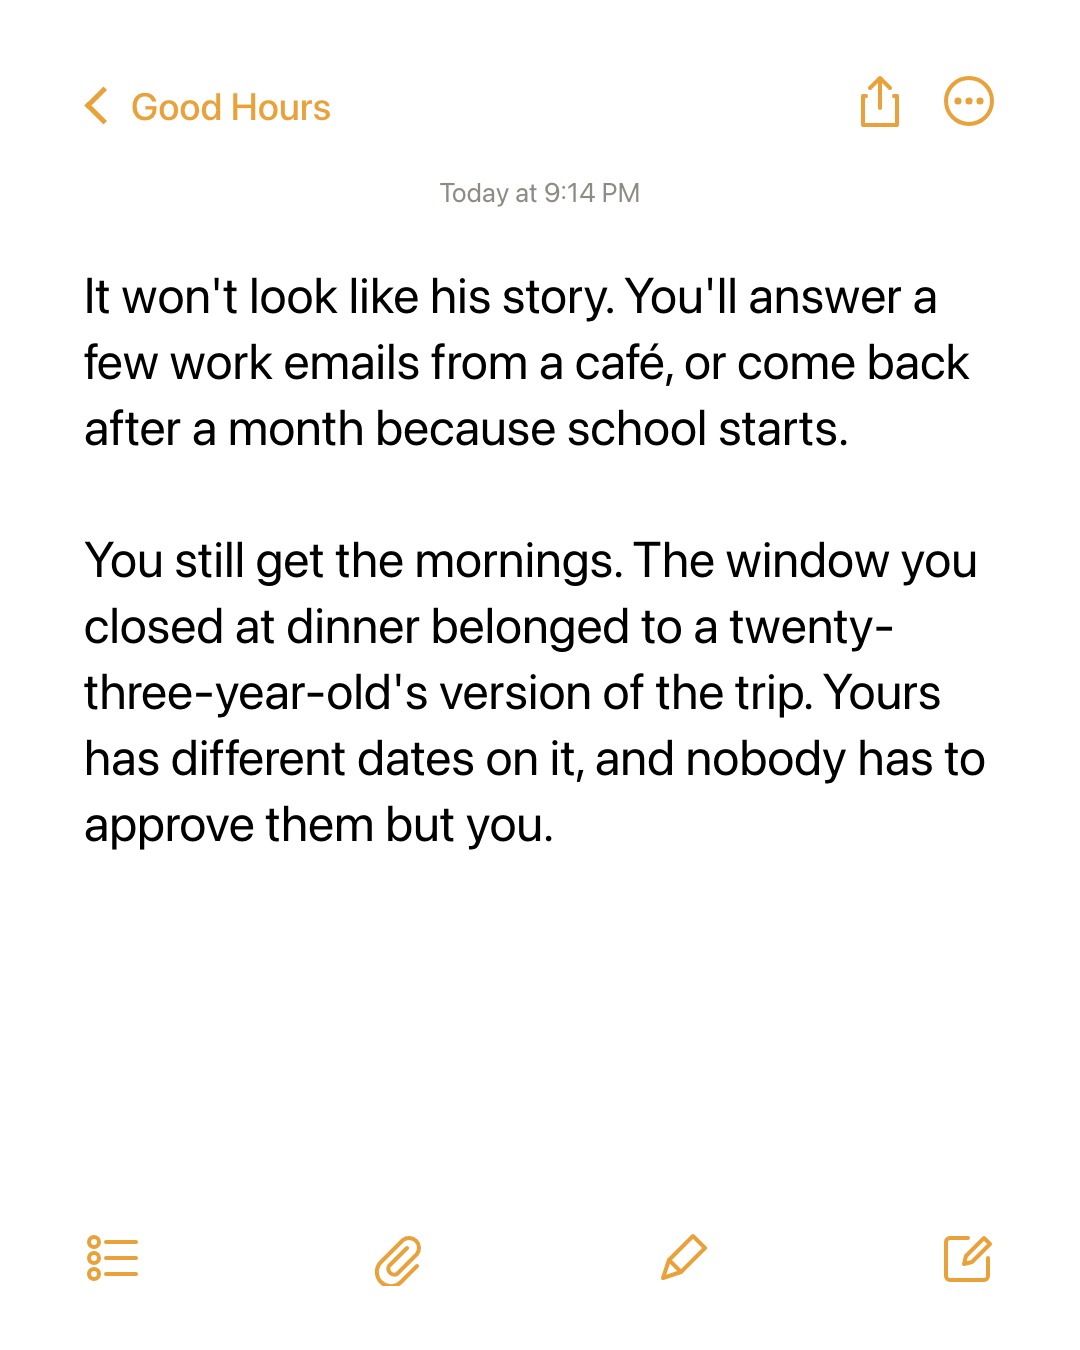 Good Hours
Today at 9:14 PM
It won't look like his story. You'll answer a
few work emails from a café, or come back
after a month because school starts.
You still get the mornings. The window you
closed at dinner belonged to a twenty-
three-year-old's version of the trip. Yours
has different dates on it, and nobody has to
approve them but you.